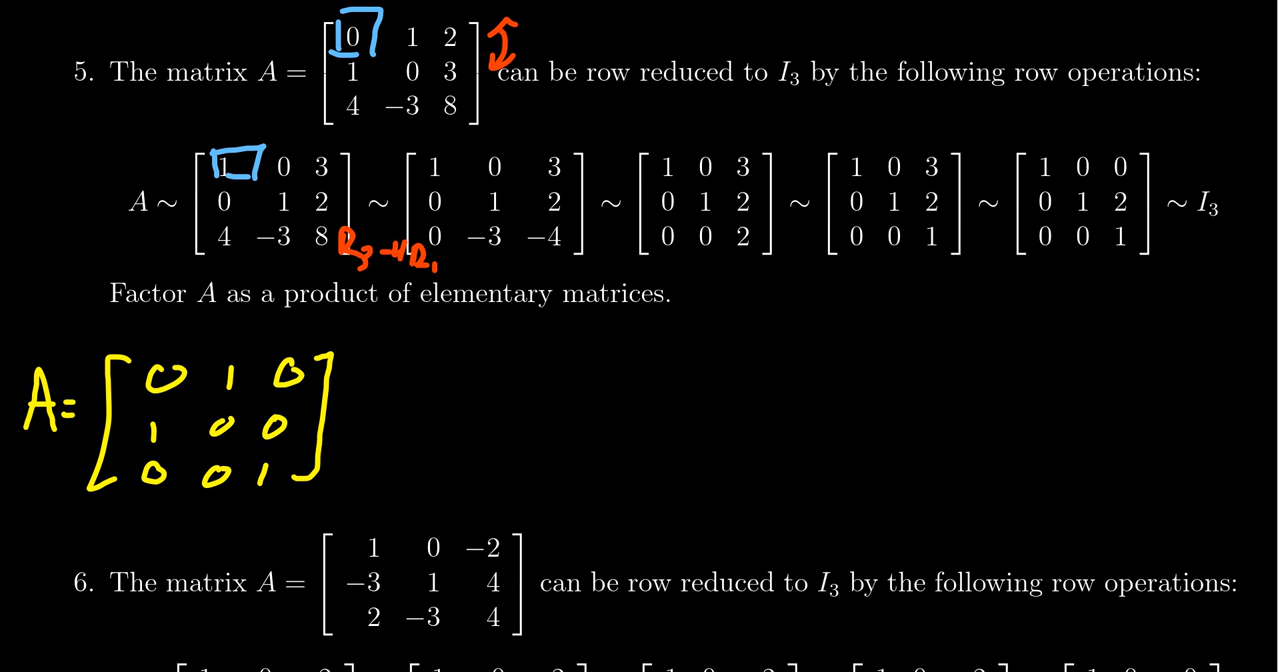 5. The matrix A = [ 0 1 2 ; 1 0 3 ; 4 −3 8 ] can be row reduced to I₃ by the following row operations:
A ∼ [ 1 0 3 ; 0 1 2 ; 4 −3 8 ] ∼ [ 1 0 3 ; 0 1 2 ; 0 −3 −4 ] ∼ [ 1 0 3 ; 0 1 2 ; 0 0 2 ] ∼ [ 1 0 3 ; 0 1 2 ; 0 0 1 ] ∼ [ 1 0 0 ; 0 1 2 ; 0 0 1 ] ∼ I₃
R₃ −4R₁
Factor A as a product of elementary matrices.
A = [ 0 1 0 ; 1 0 0 ; 0 0 1 ]
6. The matrix A = [ 1 0 −2 ; −3 1 4 ; 2 −3 4 ] can be row reduced to I₃ by the following row operations: